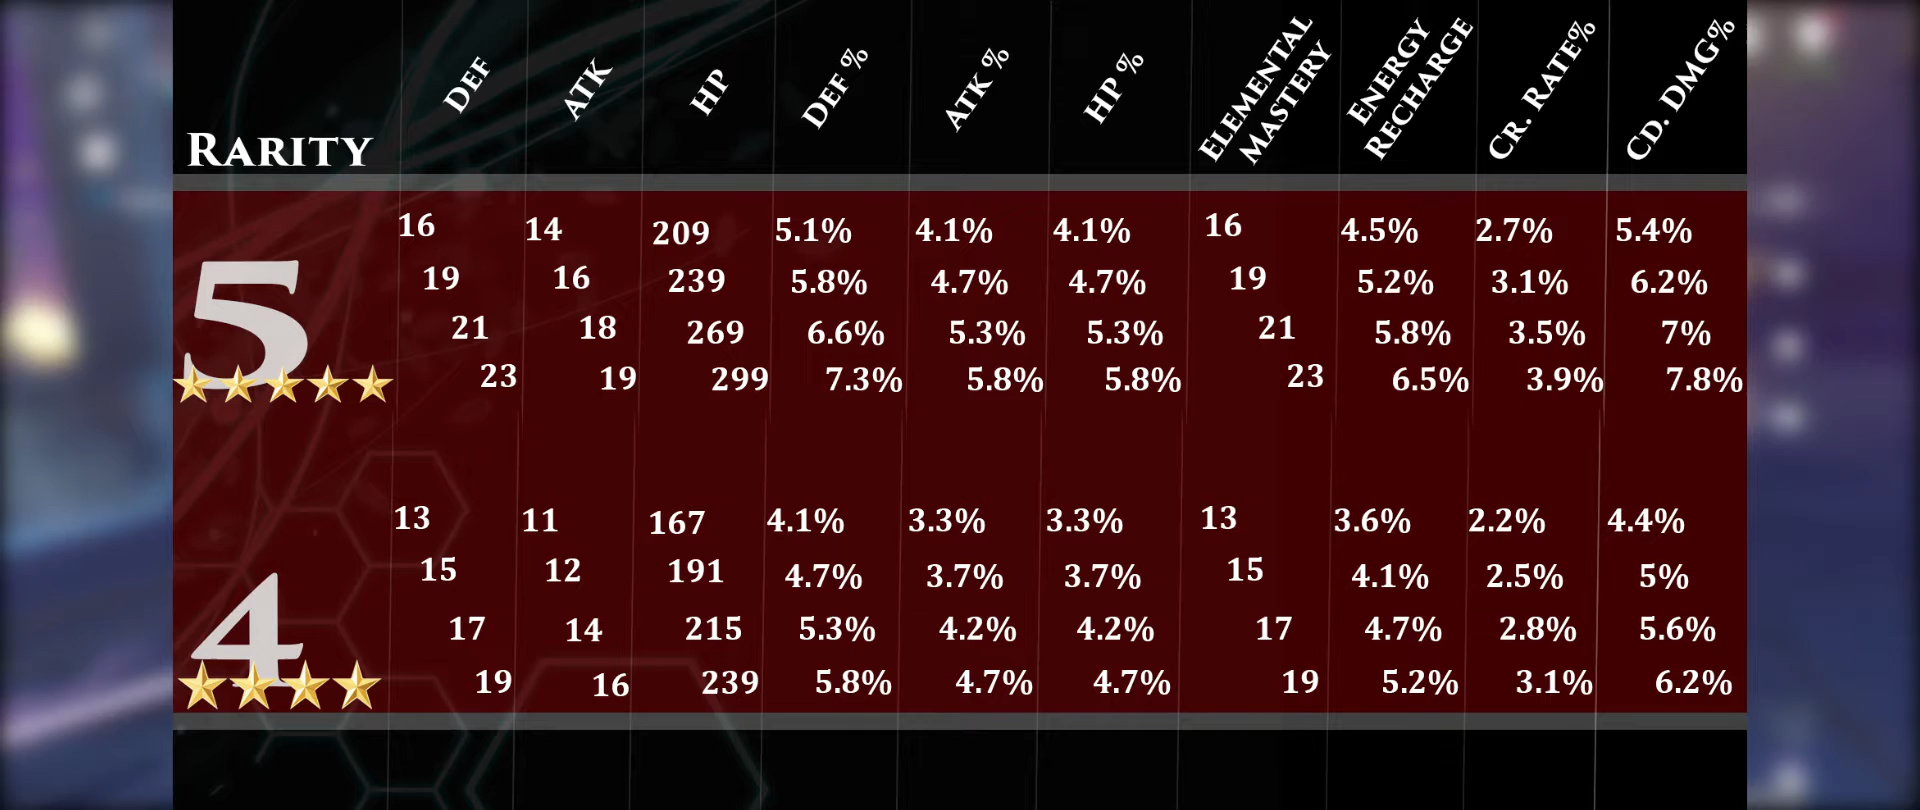 RARITY DEF ATK HP DEF % ATK % HP % ELEMENTAL MASTERY ENERGY RECHARGE CR. RATE% CD. DMG%
16 14 209 5.1% 4.1% 4.1% 16 4.5% 2.7% 5.4%
19 16 239 5.8% 4.7% 4.7% 19 5.2% 3.1% 6.2%
5
21 18 269 6.6% 5.3% 5.3% 21 5.8% 3.5% 7%
23 19 299 7.3% 5.8% 5.8% 23 6.5% 3.9% 7.8%
13 11 167 4.1% 3.3% 3.3% 13 3.6% 2.2% 4.4%
15 12 191 4.7% 3.7% 3.7% 15 4.1% 2.5% 5%
4
17 14 215 5.3% 4.2% 4.2% 17 4.7% 2.8% 5.6%
19 16 239 5.8% 4.7% 4.7% 19 5.2% 3.1% 6.2%